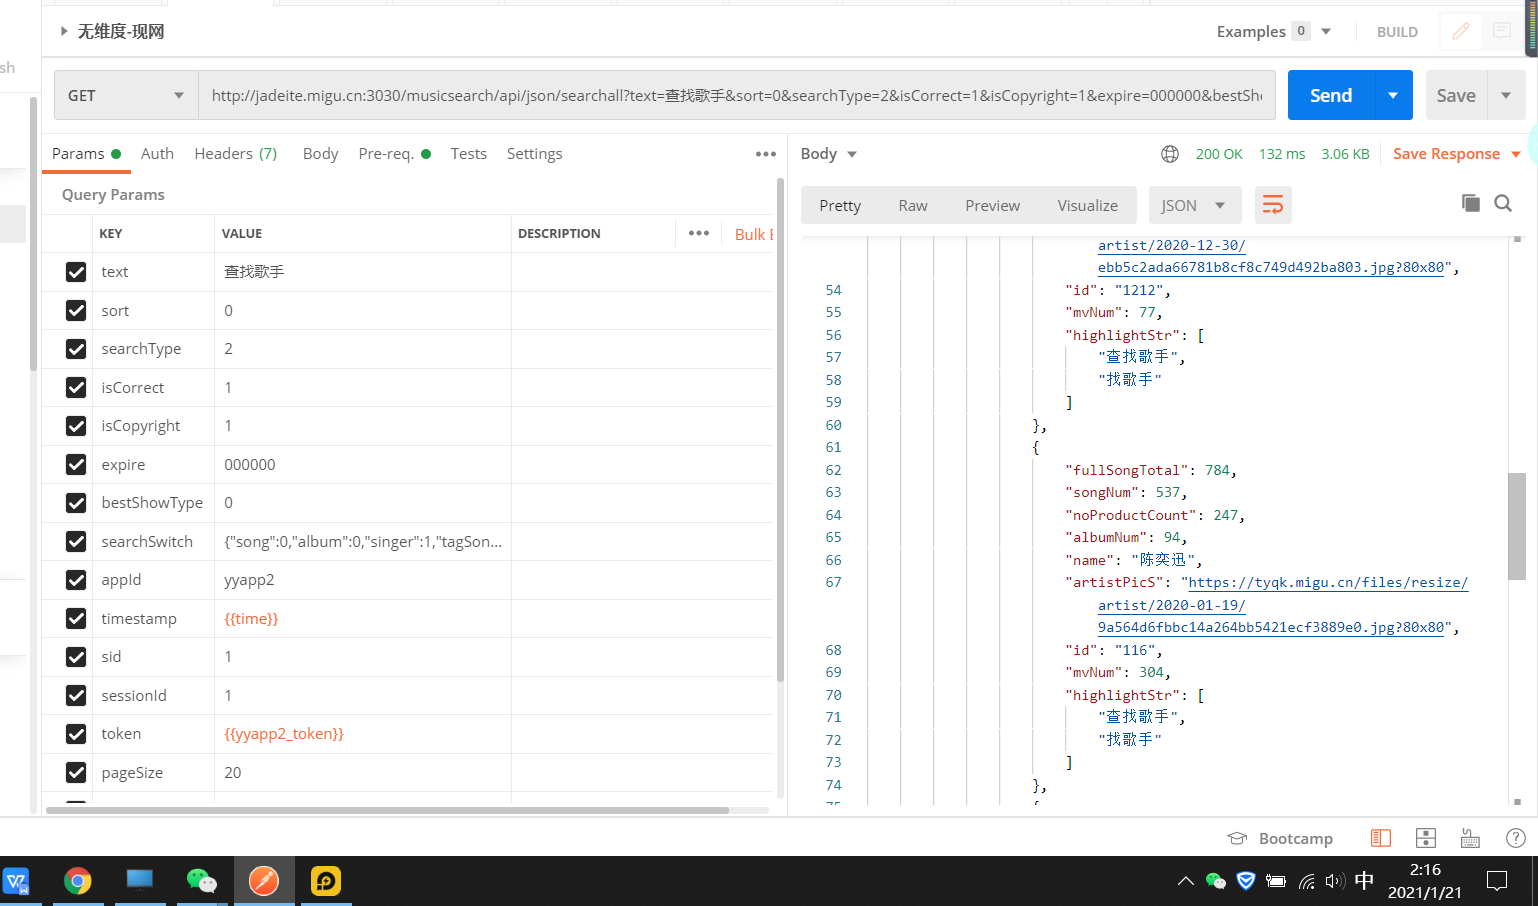 sh
无维度-现网
Examples 0
BUILD
GET
http://jadeite.migu.cn:3030/musicsearch/api/json/searchall?text=查找歌手&sort=0&searchType=2&isCorrect=1&isCopyright=1&expire=000000&bestSh
Send
Save
Params
Auth
Headers (7)
Body
Pre-req.
Tests
Settings
Query Params
KEY VALUE DESCRIPTION Bulk E
text 查找歌手
sort 0
searchType 2
isCorrect 1
isCopyright 1
expire 000000
bestShowType 0
searchSwitch {"song":0,"album":0,"singer":1,"tagSon...
appId yyapp2
timestamp {{time}}
sid 1
sessionId 1
token {{yyapp2_token}}
pageSize 20
Body
200 OK 132 ms 3.06 KB Save Response
Pretty Raw Preview Visualize JSON
artist/2020-12-30/
ebb5c2ada66781b8cf8c749d492ba803.jpg?80x80",
54 "id": "1212",
55 "mvNum": 77,
56 "highlightStr": [
57 "查找歌手",
58 "找歌手"
59 ]
60 },
61 {
62 "fullSongTotal": 784,
63 "songNum": 537,
64 "noProductCount": 247,
65 "albumNum": 94,
66 "name": "陈奕迅",
67 "artistPicS": "https://tyqk.migu.cn/files/resize/
artist/2020-01-19/
9a564d6fbbc14a264bb5421ecf3889e0.jpg?80x80",
68 "id": "116",
69 "mvNum": 304,
70 "highlightStr": [
71 "查找歌手",
72 "找歌手"
73 ]
74 },
75 {
Bootcamp
中
2:16
2021/1/21